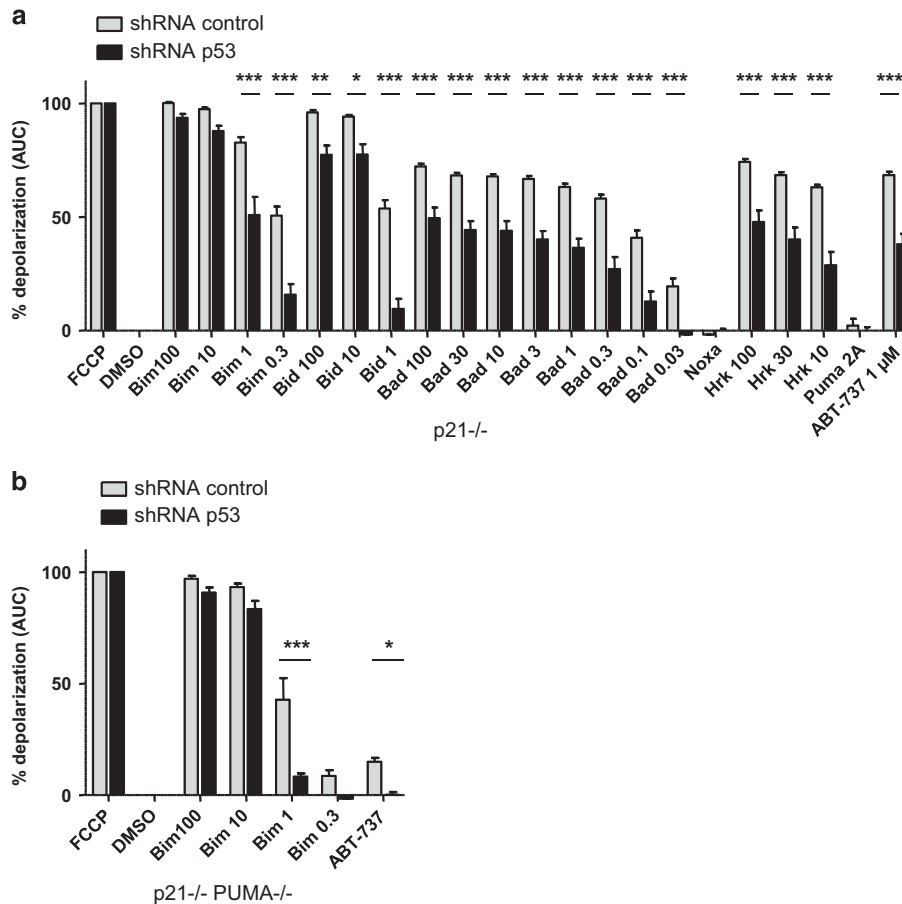 a
shRNA control
shRNA p53
*** *** ** * *** *** *** *** *** *** *** *** *** *** *** *** ***
% depolarization (AUC)
100
50
0
FCCP
DMSO
Bim100
Bim 10
Bim 1
Bim 0.3
Bid 100
Bid 10
Bid 1
Bad 100
Bad 30
Bad 10
Bad 3
Bad 1
Bad 0.3
Bad 0.1
Bad 0.03
Noxa
Hrk 100
Hrk 30
Hrk 10
Puma 2A
ABT-737 1 µM
p21-/-
b
shRNA control
shRNA p53
*** *
% depolarization (AUC)
100
50
0
FCCP
DMSO
Bim100
Bim 10
Bim 1
Bim 0.3
ABT-737
p21-/- PUMA-/-